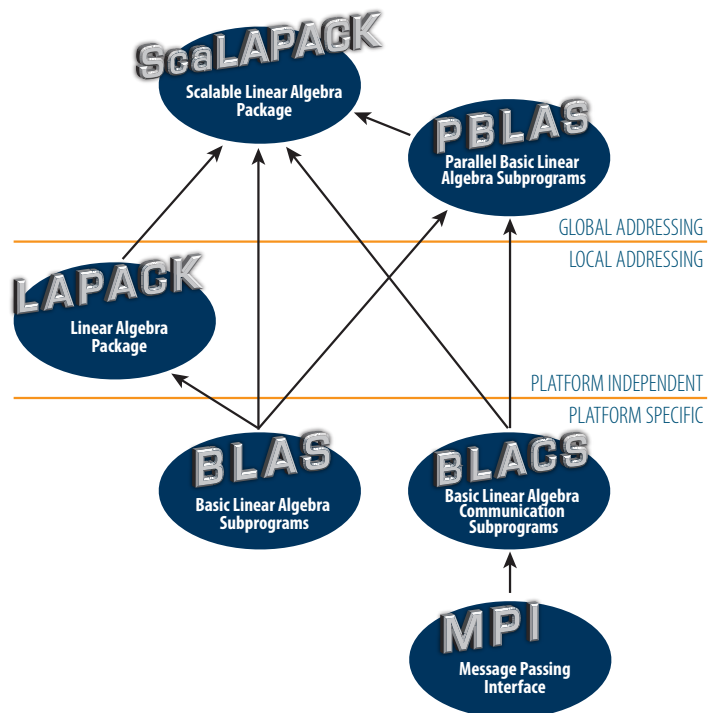 ScaLAPACK
Scalable Linear Algebra
Package
PBLAS
Parallel Basic Linear
Algebra Subprograms
GLOBAL ADDRESSING
LOCAL ADDRESSING
LAPACK
Linear Algebra
Package
PLATFORM INDEPENDENT
PLATFORM SPECIFIC
BLAS
Basic Linear Algebra
Subprograms
BLACS
Basic Linear Algebra
Communication
Subprograms
MPI
Message Passing
Interface